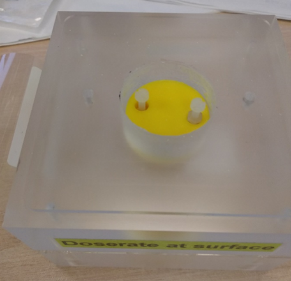 Doserate at surface